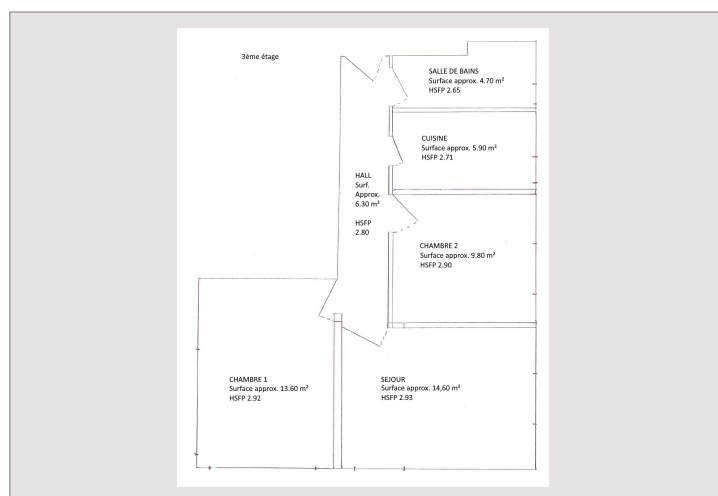 3ème étage
SALLE DE BAINS
Surface approx. 4.70 m²
HSFP 2.65
CUISINE
Surface approx. 5.90 m²
HSFP 2.71
HALL
Surf.
Approx.
6.30 m²
HSFP
2.80
CHAMBRE 2
Surface approx. 9.80 m²
HSFP 2.90
CHAMBRE 1
Surface approx. 13.60 m²
HSFP 2.92
SEJOUR
Surface approx. 14,60 m²
HSFP 2.93